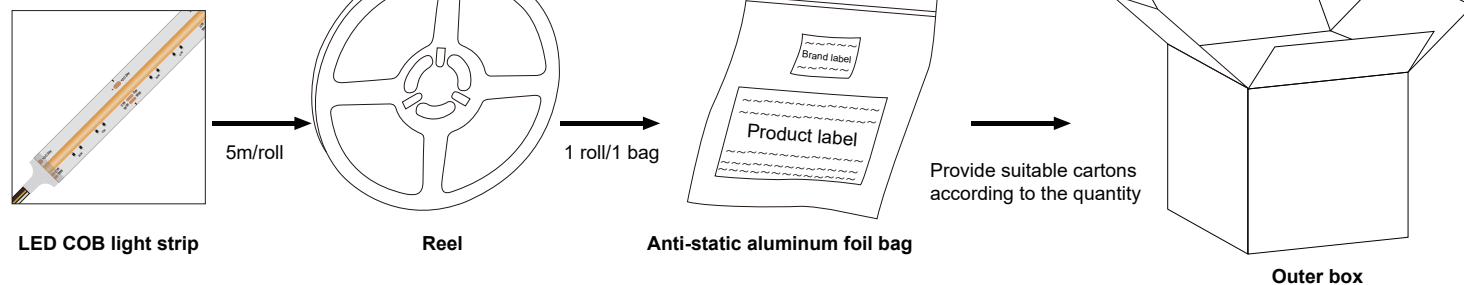 5m/roll
1 roll/1 bag
Brand label
Product label
Provide suitable cartons
according to the quantity
LED COB light strip
Reel
Anti-static aluminum foil bag
Outer box